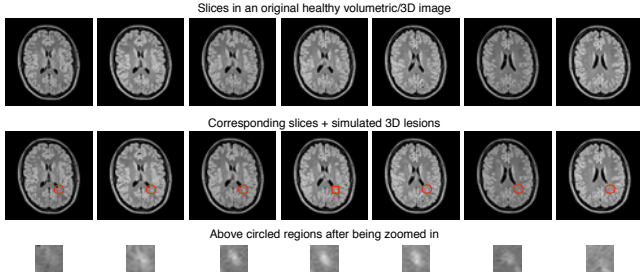 Slices in an original healthy volumetric/3D image
Corresponding slices + simulated 3D lesions
Above circled regions after being zoomed in